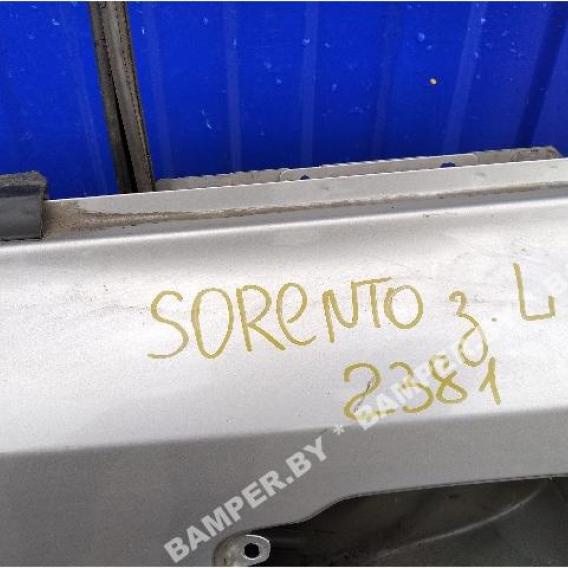 SORENTO з. L
2381
BAMPER.BY * BAMPER.BY